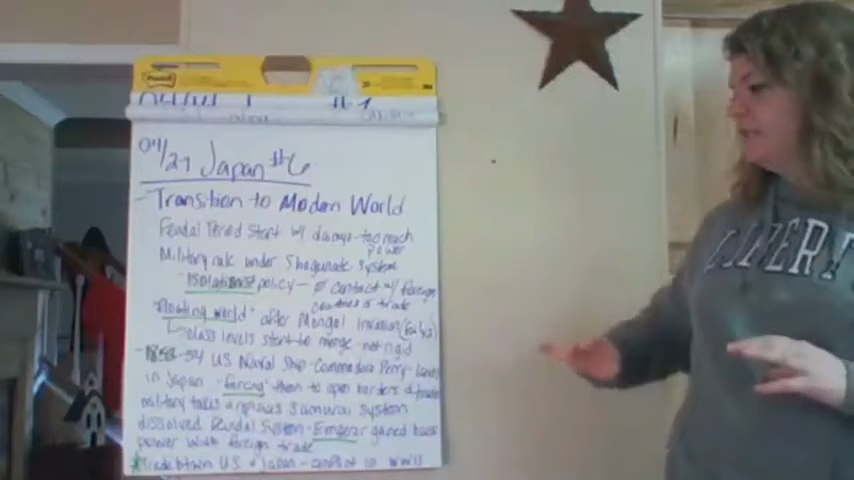 Post-it
04/27 Japan #6
- Transition to Modern World
Feudal Period start w/ daimyo - too much power
Military rule under Shogunate System
- Isolationist policy - Ø contact w/ foreign countries or trade
"Floating world" after Mongol Invasion (failed)
class levels start to merge - not rigid
- 1853-54 US Naval Ship - Commodore Perry - lands
in Japan - forcing them to open borders
military takes replaces Samurai system
dissolved Feudal System - Emperor gained back
power with foreign trade
* Trade btwn US & Japan - conflict in WWII
LIBERTY